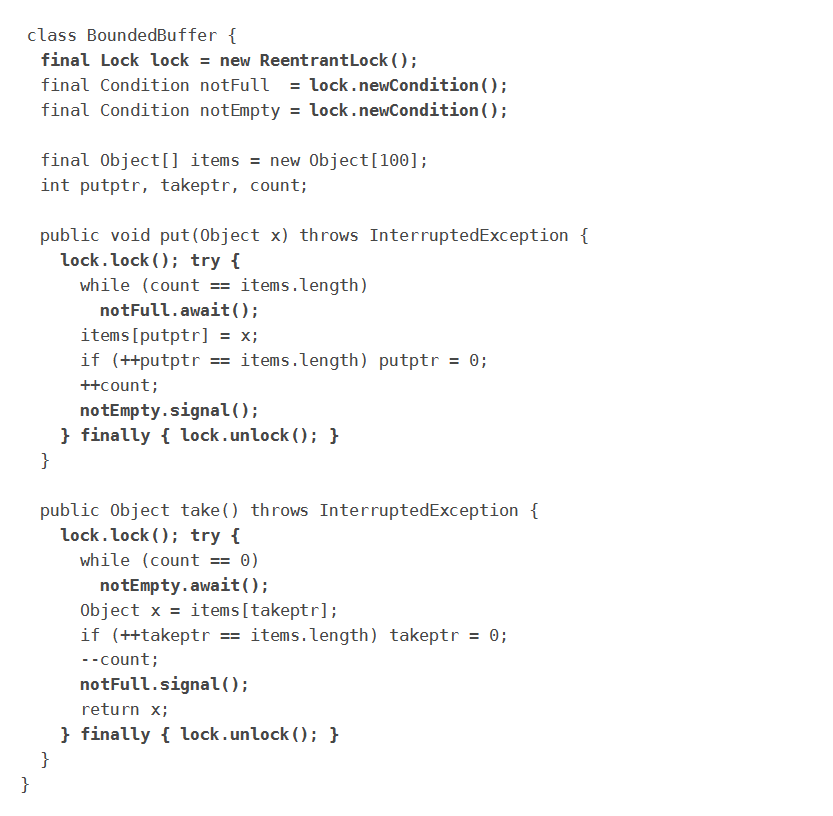 class BoundedBuffer {
  final Lock lock = new ReentrantLock();
  final Condition notFull  = lock.newCondition();
  final Condition notEmpty = lock.newCondition();

  final Object[] items = new Object[100];
  int putptr, takeptr, count;

  public void put(Object x) throws InterruptedException {
    lock.lock(); try {
      while (count == items.length)
        notFull.await();
      items[putptr] = x;
      if (++putptr == items.length) putptr = 0;
      ++count;
      notEmpty.signal();
    } finally { lock.unlock(); }
  }

  public Object take() throws InterruptedException {
    lock.lock(); try {
      while (count == 0)
        notEmpty.await();
      Object x = items[takeptr];
      if (++takeptr == items.length) takeptr = 0;
      --count;
      notFull.signal();
      return x;
    } finally { lock.unlock(); }
  }
}